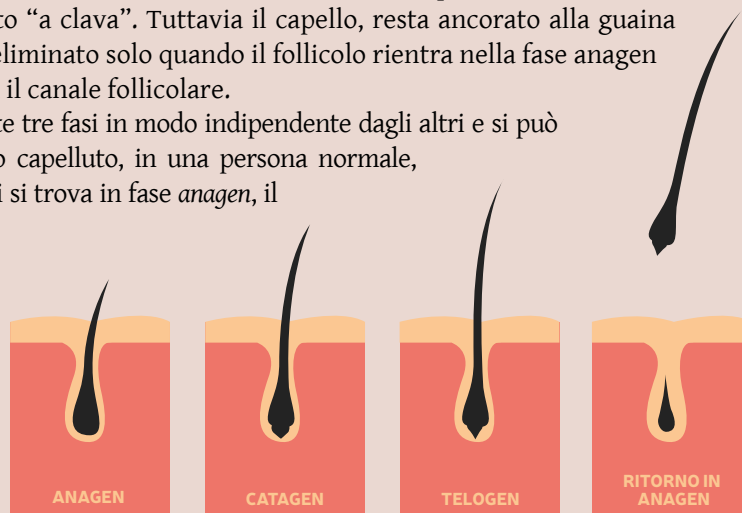 to “a clava”. Tuttavia il capello, resta ancorato alla guaina
eliminato solo quando il follicolo rientra nella fase anagen
il canale follicolare.
te tre fasi in modo indipendente dagli altri e si può
o capelluto, in una persona normale,
i si trova in fase anagen, il
ANAGEN
CATAGEN
TELOGEN
RITORNO IN
ANAGEN